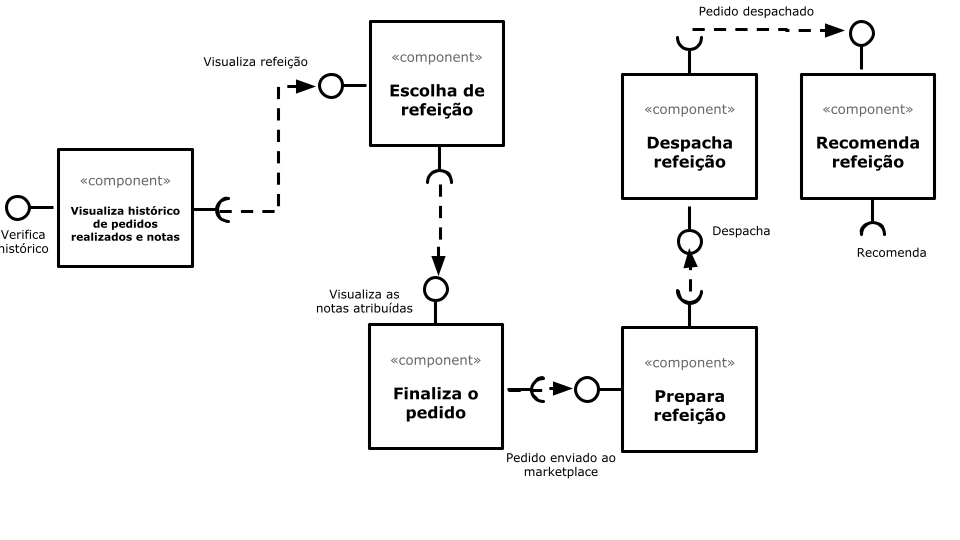 Visualiza refeição
«component»
Escolha de
refeição
Pedido despachado
«component»
Despacha
refeição
«component»
Recomenda
refeição
«component»
Visualiza histórico
de pedidos
realizados e notas
Verifica
histórico
Despacha
Recomenda
Visualiza as
notas atribuídas
«component»
Finaliza o
pedido
«component»
Prepara
refeição
Pedido enviado ao
marketplace